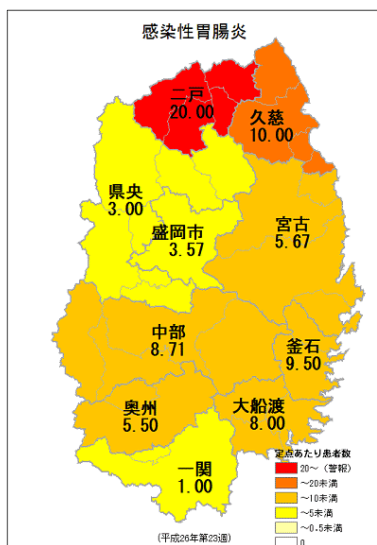 感染性胃腸炎
二戸
20.00
久慈
10.00
県央
3.00
盛岡市
3.57
宮古
5.67
中部
8.71
釜石
9.50
奥州
5.50
大船渡
8.00
一関
1.00
定点あたり患者数
20～（警報）
～20未満
～10未満
～5未満
～0.5未満
0
(平成26年第23週)